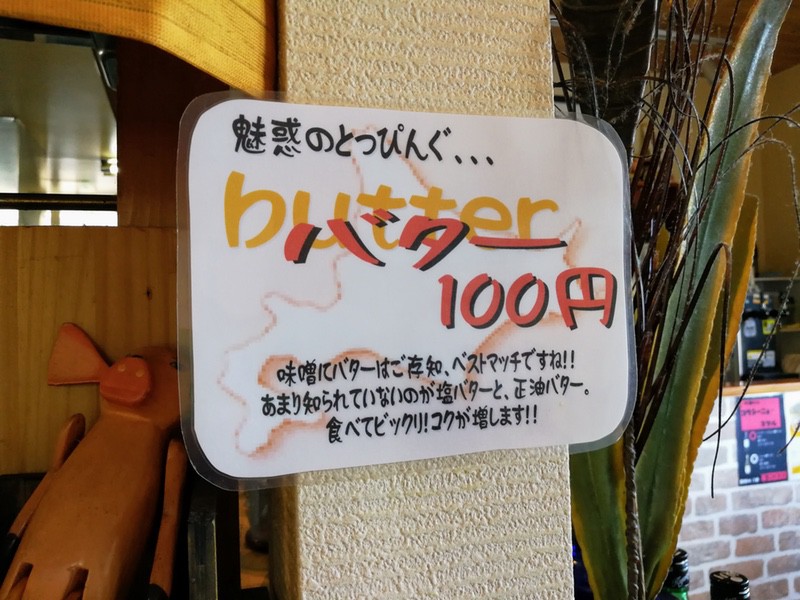 魅惑のとっぴんぐ、、、
butter
バター
100円
味噌にバターはご存知、ベストマッチですね!!
あまり知られていないのが塩バターと、正油バター。
食べてビックリ!コクが増します!!